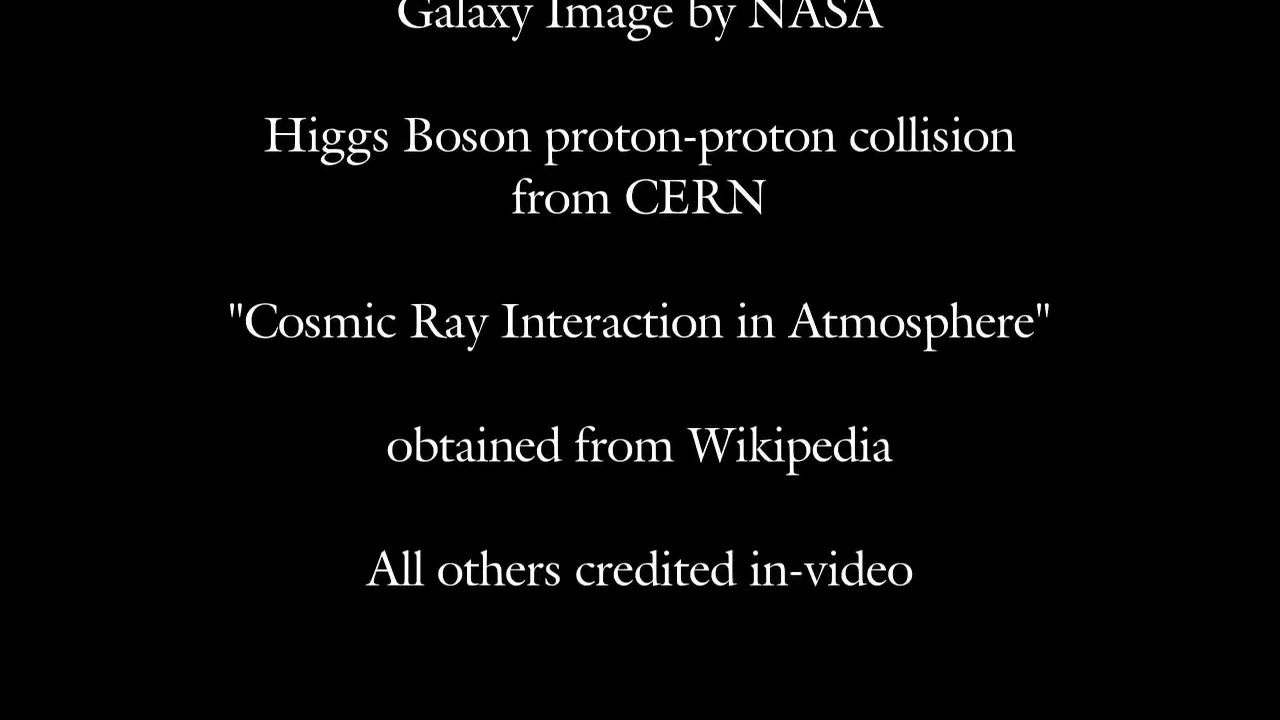 Galaxy Image by NASA
Higgs Boson proton-proton collision
from CERN
"Cosmic Ray Interaction in Atmosphere"
obtained from Wikipedia
All others credited in-video